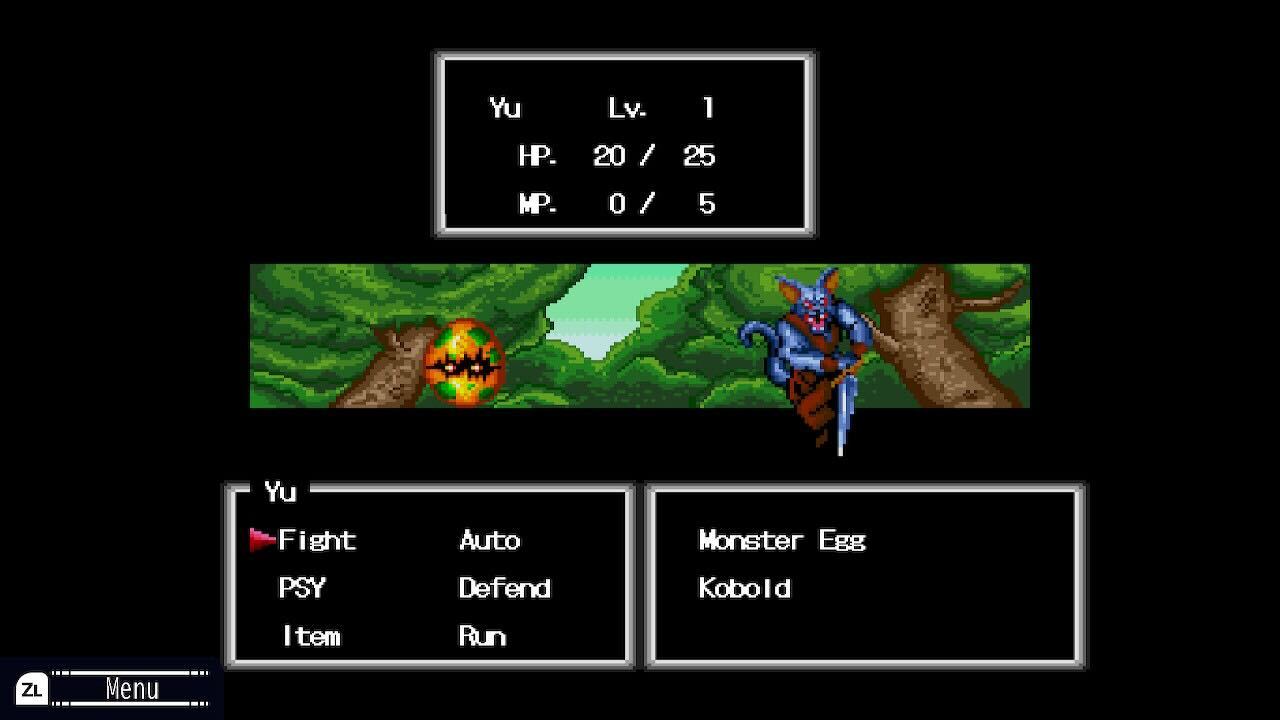 Yu Lv. 1
HP. 20 / 25
MP. 0 / 5
Yu
Fight Auto
PSY Defend
Item Run
Monster Egg
Kobold
ZL Menu